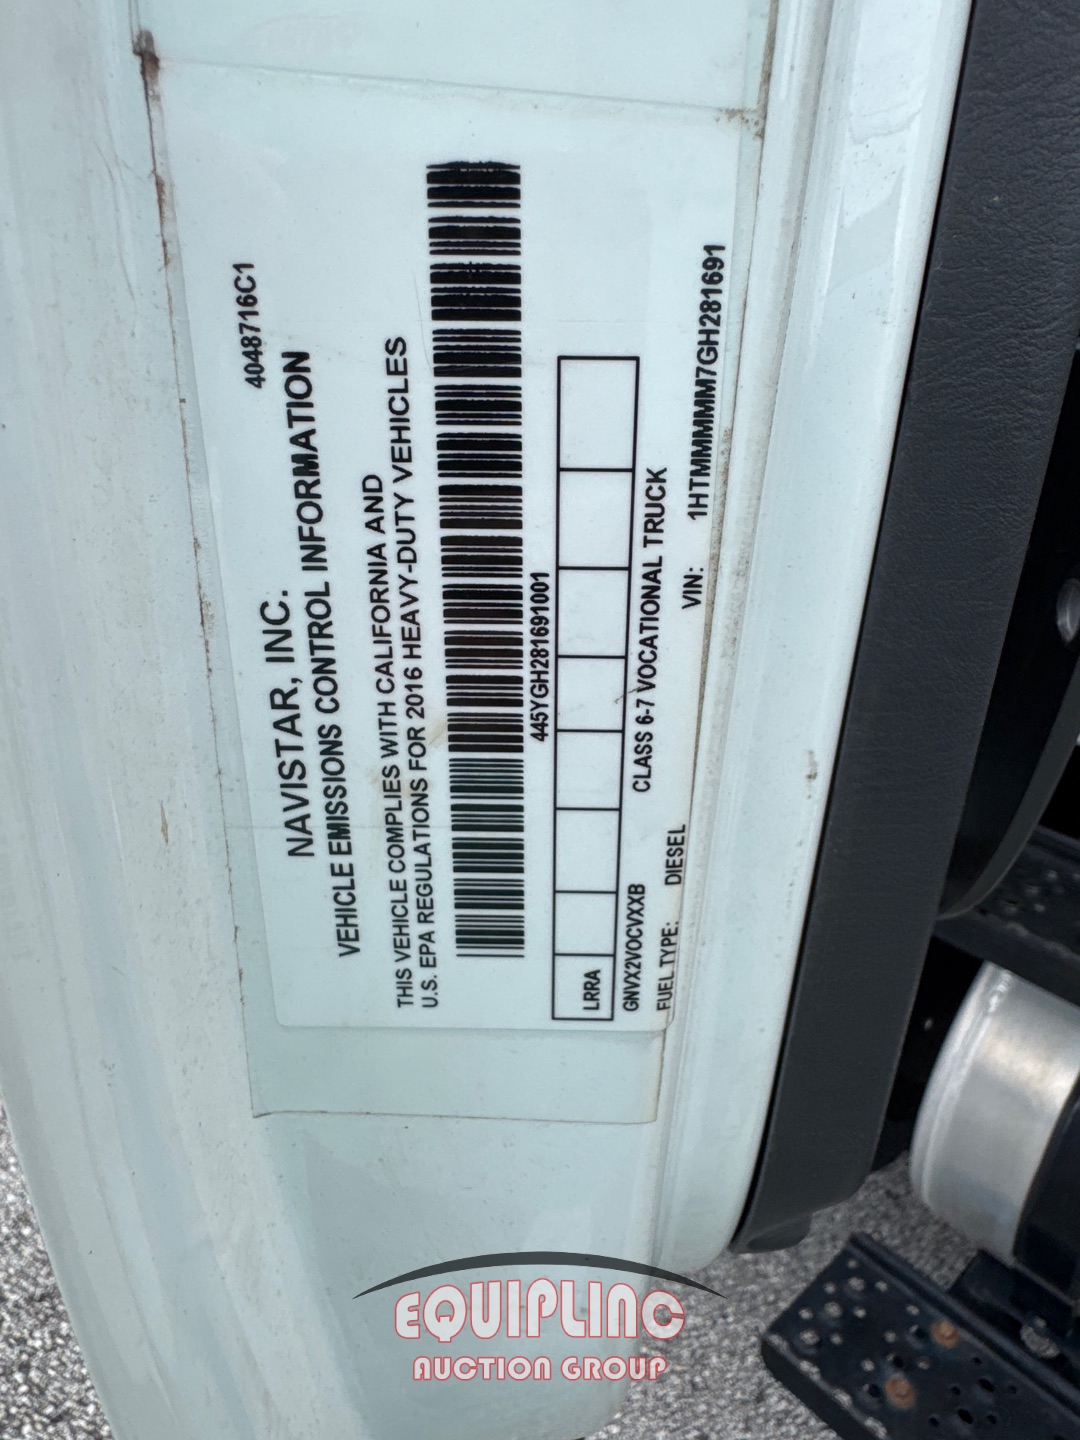 4048716C1
NAVISTAR, INC.
VEHICLE EMISSIONS CONTROL INFORMATION
THIS VEHICLE COMPLIES WITH CALIFORNIA AND
U.S. EPA REGULATIONS FOR 2016 HEAVY-DUTY VEHICLES
445YGH281691001
LRRA
GNVX2VOCVXXB CLASS 6-7 VOCATIONAL TRUCK
FUEL TYPE: DIESEL VIN: 1HTMMMMM7GH281691
EQUIPLINC
AUCTION GROUP